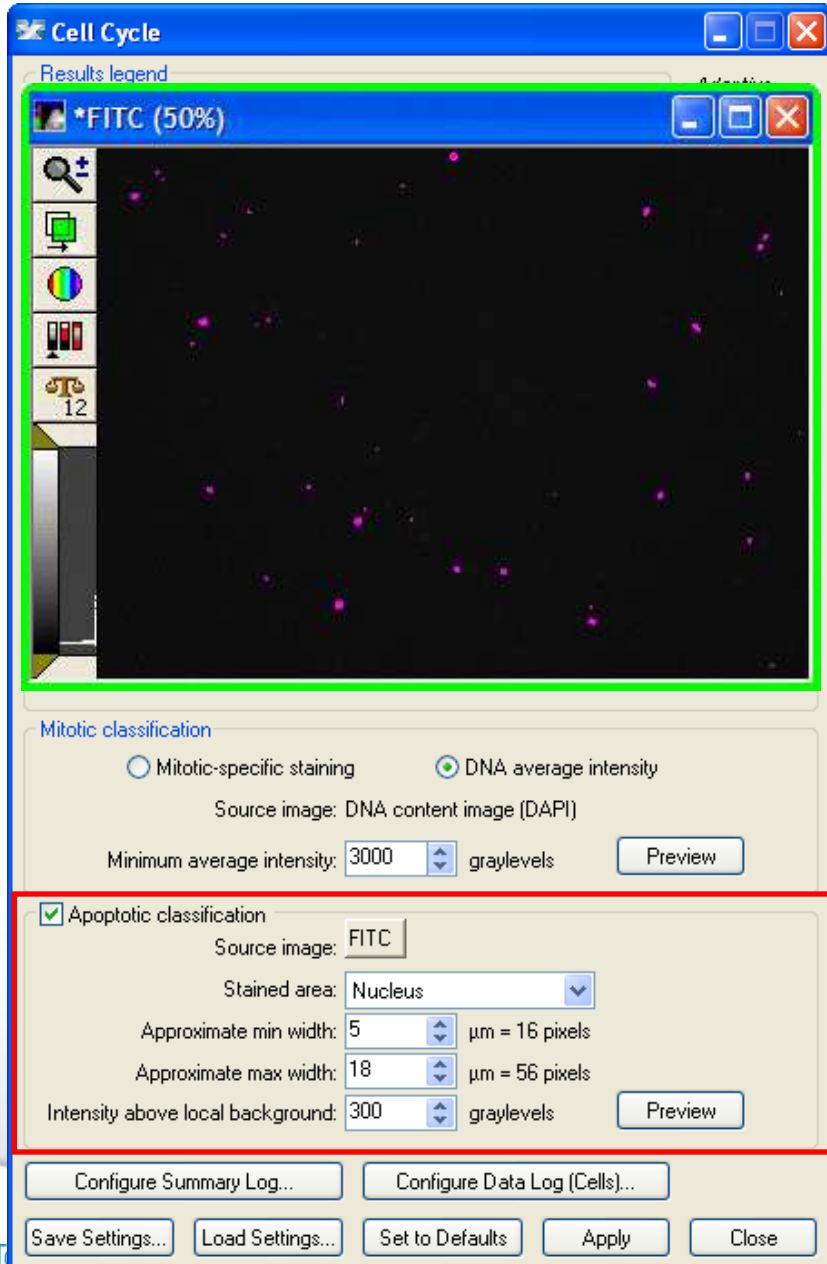 Cell Cycle
Results legend
*FITC (50%)
12
Mitotic classification
Mitotic-specific staining DNA average intensity
Source image: DNA content image (DAPI)
Minimum average intensity: 3000 graylevels Preview
Apoptotic classification
Source image: FITC
Stained area: Nucleus
Approximate min width: 5 µm = 16 pixels
Approximate max width: 18 µm = 56 pixels
Intensity above local background: 300 graylevels Preview
Configure Summary Log... Configure Data Log (Cells)...
Save Settings... Load Settings... Set to Defaults Apply Close